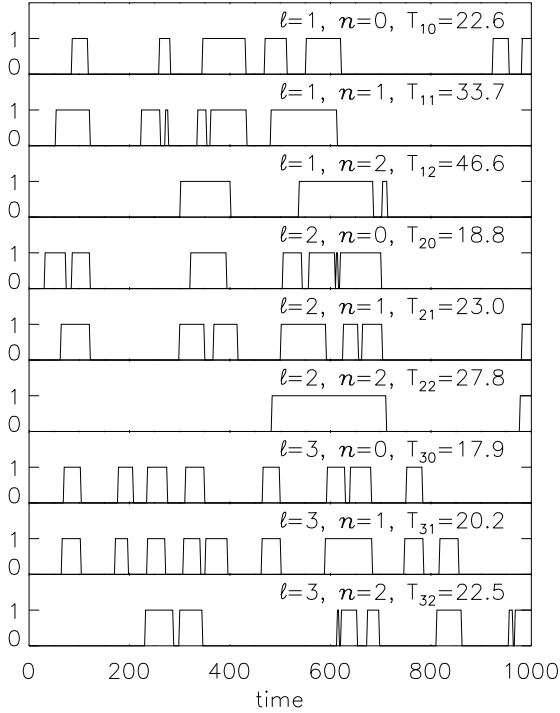 ℓ=1, n=0, T₁₀=22.6
1
0
ℓ=1, n=1, T₁₁=33.7
1
0
ℓ=1, n=2, T₁₂=46.6
1
0
ℓ=2, n=0, T₂₀=18.8
1
0
ℓ=2, n=1, T₂₁=23.0
1
0
ℓ=2, n=2, T₂₂=27.8
1
0
ℓ=3, n=0, T₃₀=17.9
1
0
ℓ=3, n=1, T₃₁=20.2
1
0
ℓ=3, n=2, T₃₂=22.5
1
0
0 200 400 600 800 1000
time